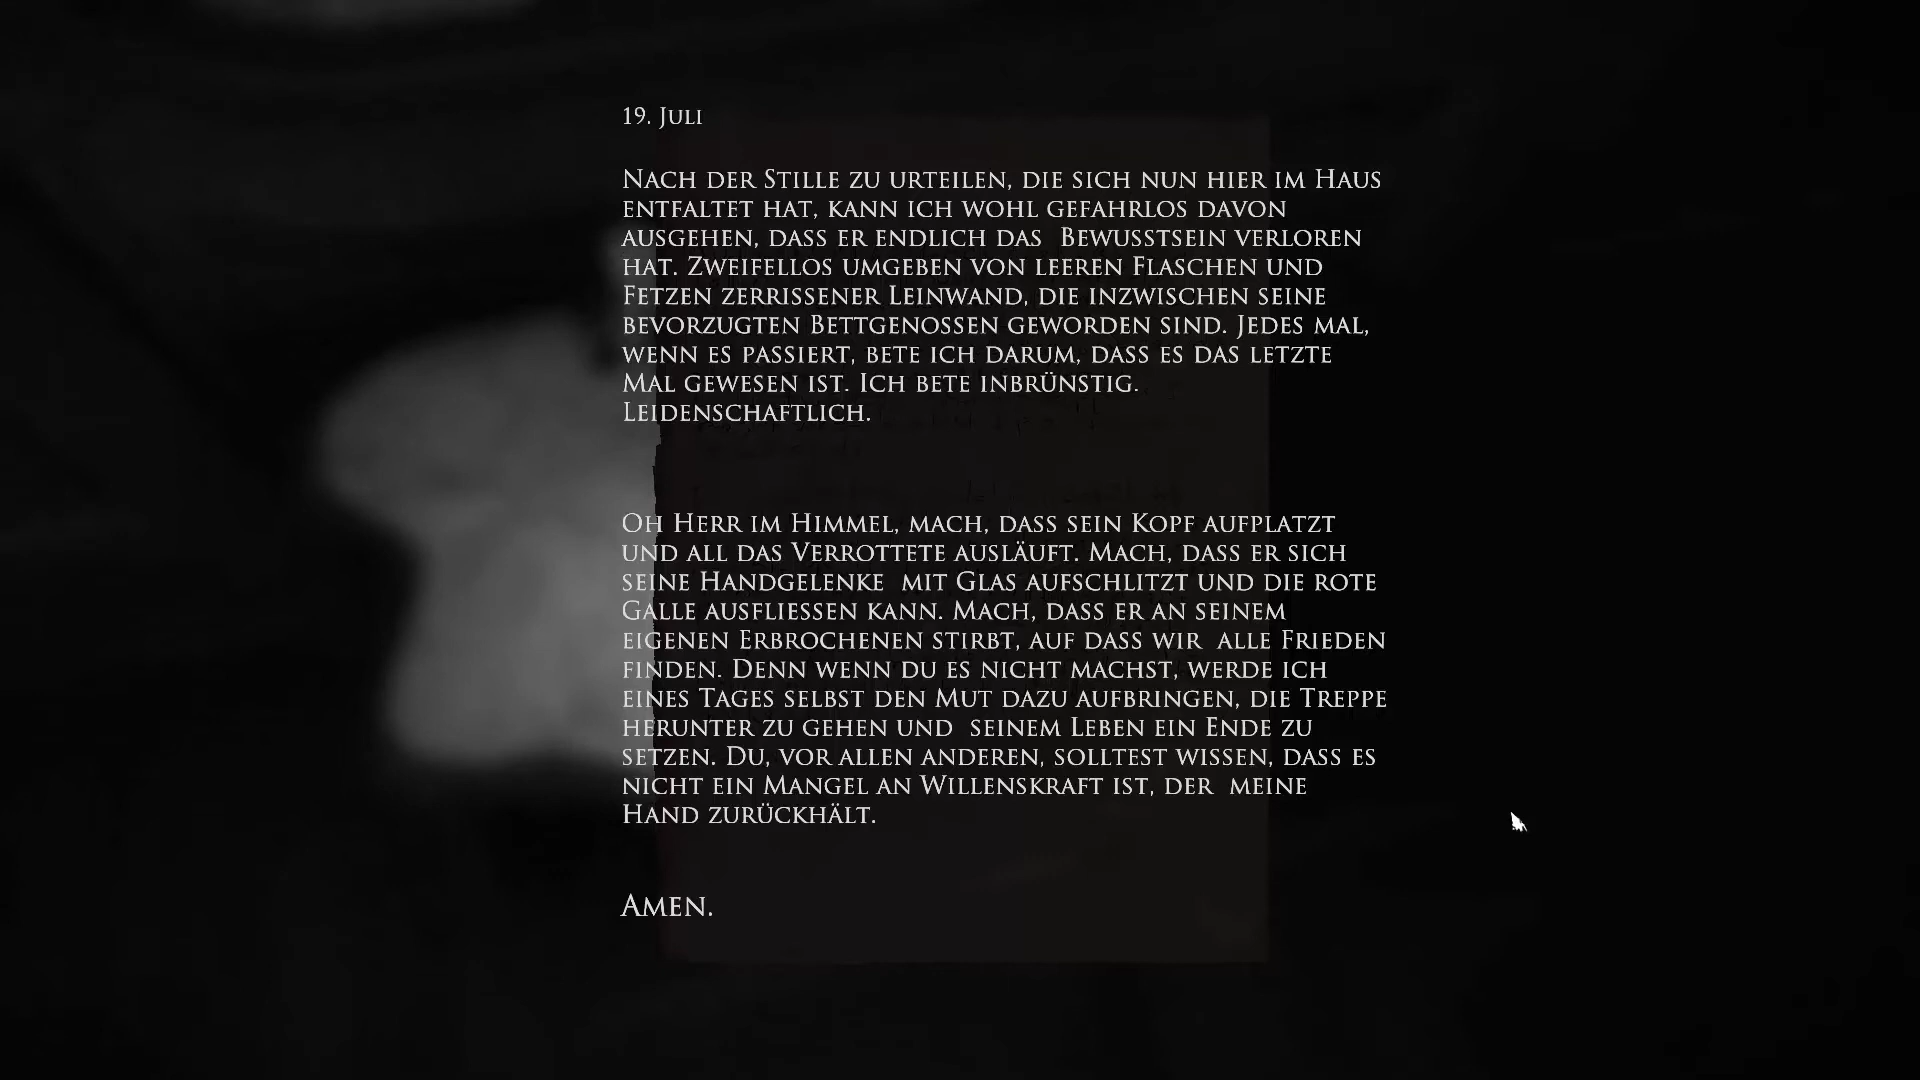 19. Juli
Nach der Stille zu urteilen, die sich nun hier im Haus
entfaltet hat, kann ich wohl gefahrlos davon
ausgehen, dass er endlich das  Bewusstsein verloren
hat. Zweifellos umgeben von leeren Flaschen und
Fetzen zerrissener Leinwand, die inzwischen seine
bevorzugten Bettgenossen geworden sind. Jedes mal,
wenn es passiert, bete ich darum, dass es das letzte
Mal gewesen ist. Ich bete inbrünstig.
Leidenschaftlich.
Oh Herr im Himmel, mach, dass sein Kopf aufplatzt
und all das Verrottete ausläuft. Mach, dass er sich
seine Handgelenke  mit Glas aufschlitzt und die rote
Galle ausfliessen kann. Mach, dass er an seinem
eigenen Erbrochenen stirbt, auf dass wir  alle Frieden
finden. Denn wenn du es nicht machst, werde ich
eines Tages selbst den Mut dazu aufbringen, die Treppe
herunter zu gehen und  seinem Leben ein Ende zu
setzen. Du, vor allen anderen, solltest wissen, dass es
nicht ein Mangel an Willenskraft ist, der  meine
Hand zurückhält.
Amen.